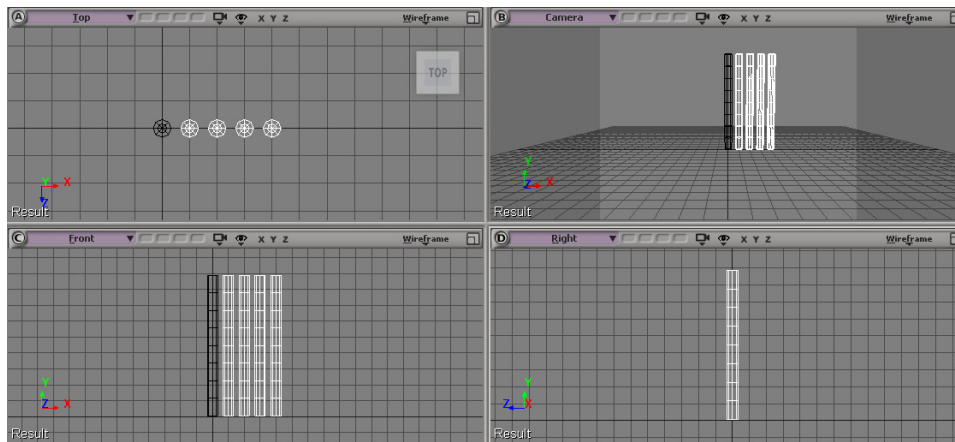 A Top X Y Z Wireframe
B Camera X Y Z Wireframe
TOP
Y X
Z
Result
Y
Z X
Result
C Front X Y Z Wireframe
D Right X Y Z Wireframe
Y
Z X
Result
Y
Z X
Result